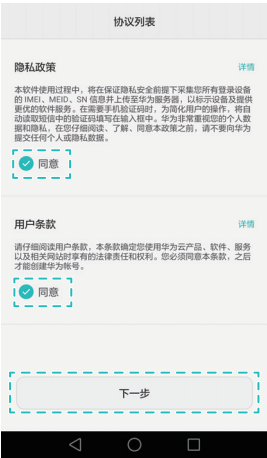 协议列表
隐私政策 详情
本软件使用过程中，将在保证隐私安全前提下采集您所有登录设备
的 IMEI、MEID、SN 信息并上传至华为服务器，以标示设备及提供
更优的软件服务。在需要手机验证码时，为简化用户的操作，将自
动读取短信中的验证码填写在输入框中。华为非常重视您的个人数
据和隐私，在您仔细阅读、了解、同意本政策之前，请不要向华为
提交任何个人或隐私数据。
同意
用户条款 详情
请仔细阅读用户条款，本条款确定您使用华为云产品、软件、服务
以及相关网站时享有的法律责任和权利。您必须同意本条款，之后
才能创建华为帐号。
同意
下一步